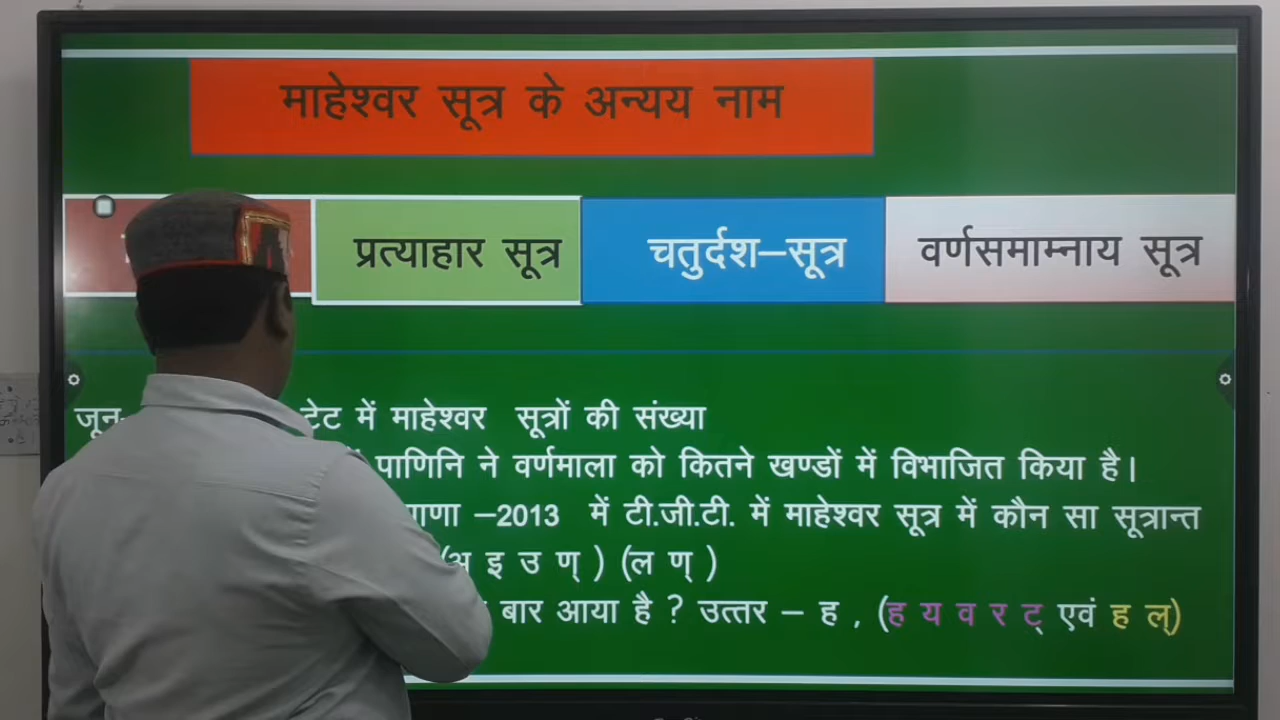 माहेश्वर सूत्र के अन्यय नाम
प्रत्याहार सूत्र चतुर्दश–सूत्र वर्णसमाम्नाय सूत्र
जून टेट में माहेश्वर सूत्रों की संख्या
पाणिनि ने वर्णमाला को कितने खण्डों में विभाजित किया है।
–2013 में टी.जी.टी. में माहेश्वर सूत्र में कौन सा सूत्रान्त
(अ इ उ ण् ) (ल ण् )
बार आया है ? उत्तर – ह , (ह य व र ट् एवं ह ल्)